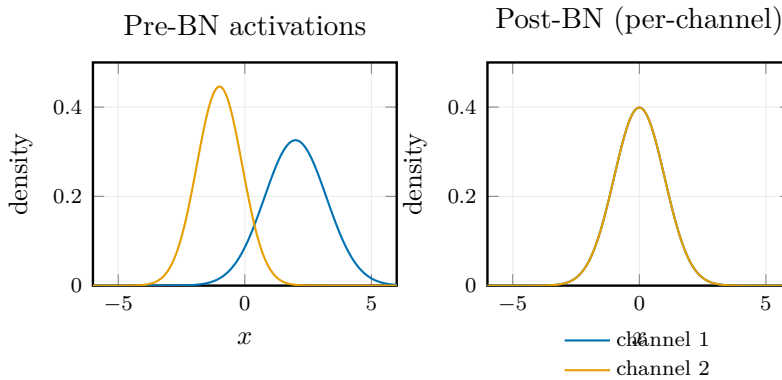 Pre-BN activations
0.4
0.2
0
−5
0
5
density
x
Post-BN (per-channel)
0.4
0.2
0
−5
0
5
density
x
channel 1
channel 2